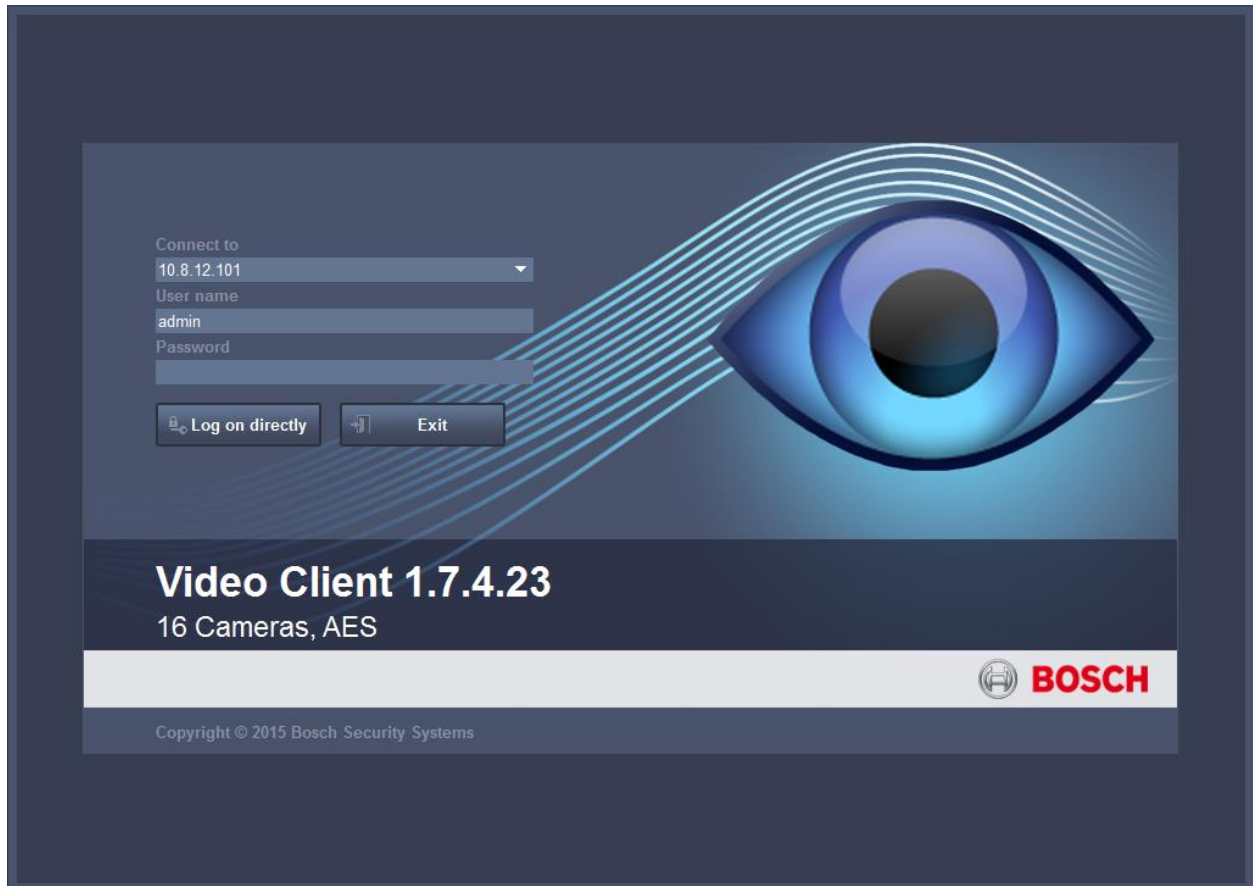 Connect to
10.8.12.101
User name
admin
Password
Log on directly
Exit
Video Client 1.7.4.23
16 Cameras, AES
BOSCH
Copyright © 2015 Bosch Security Systems